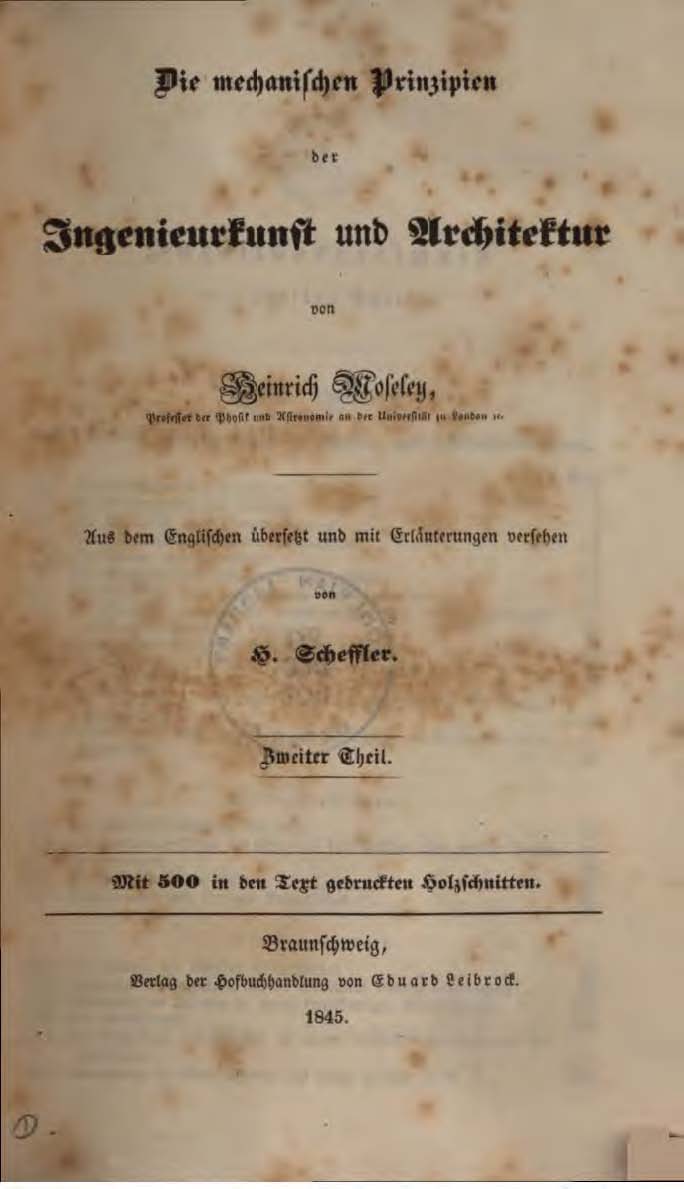 Die mechanischen Prinzipien
der
Ingenieurkunst und Architektur
von
Heinrich Moseley,
Professor der Physik und Astronomie an der Universität zu London ꝛc.
Aus dem Englischen übersetzt und mit Erläuterungen versehen
von
H. Scheffler.
Zweiter Theil.
Mit 500 in den Text gedruckten Holzschnitten.
Braunschweig,
Verlag der Hofbuchhandlung von Eduard Leibrock.
1845.
1